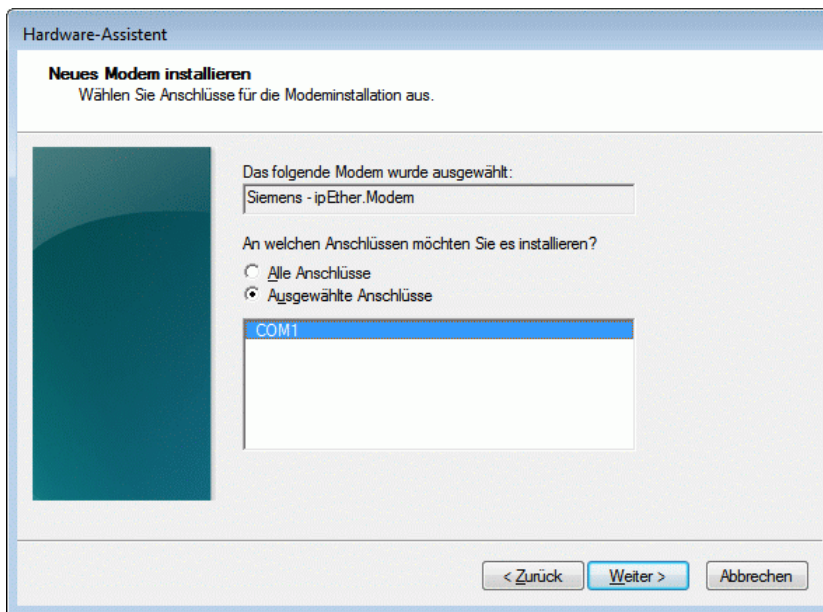 Hardware-Assistent
Neues Modem installieren
Wählen Sie Anschlüsse für die Modeminstallation aus.
Das folgende Modem wurde ausgewählt:
Siemens - ipEther.Modem
An welchen Anschlüssen möchten Sie es installieren?
Alle Anschlüsse
Ausgewählte Anschlüsse
COM1
< Zurück
Weiter >
Abbrechen